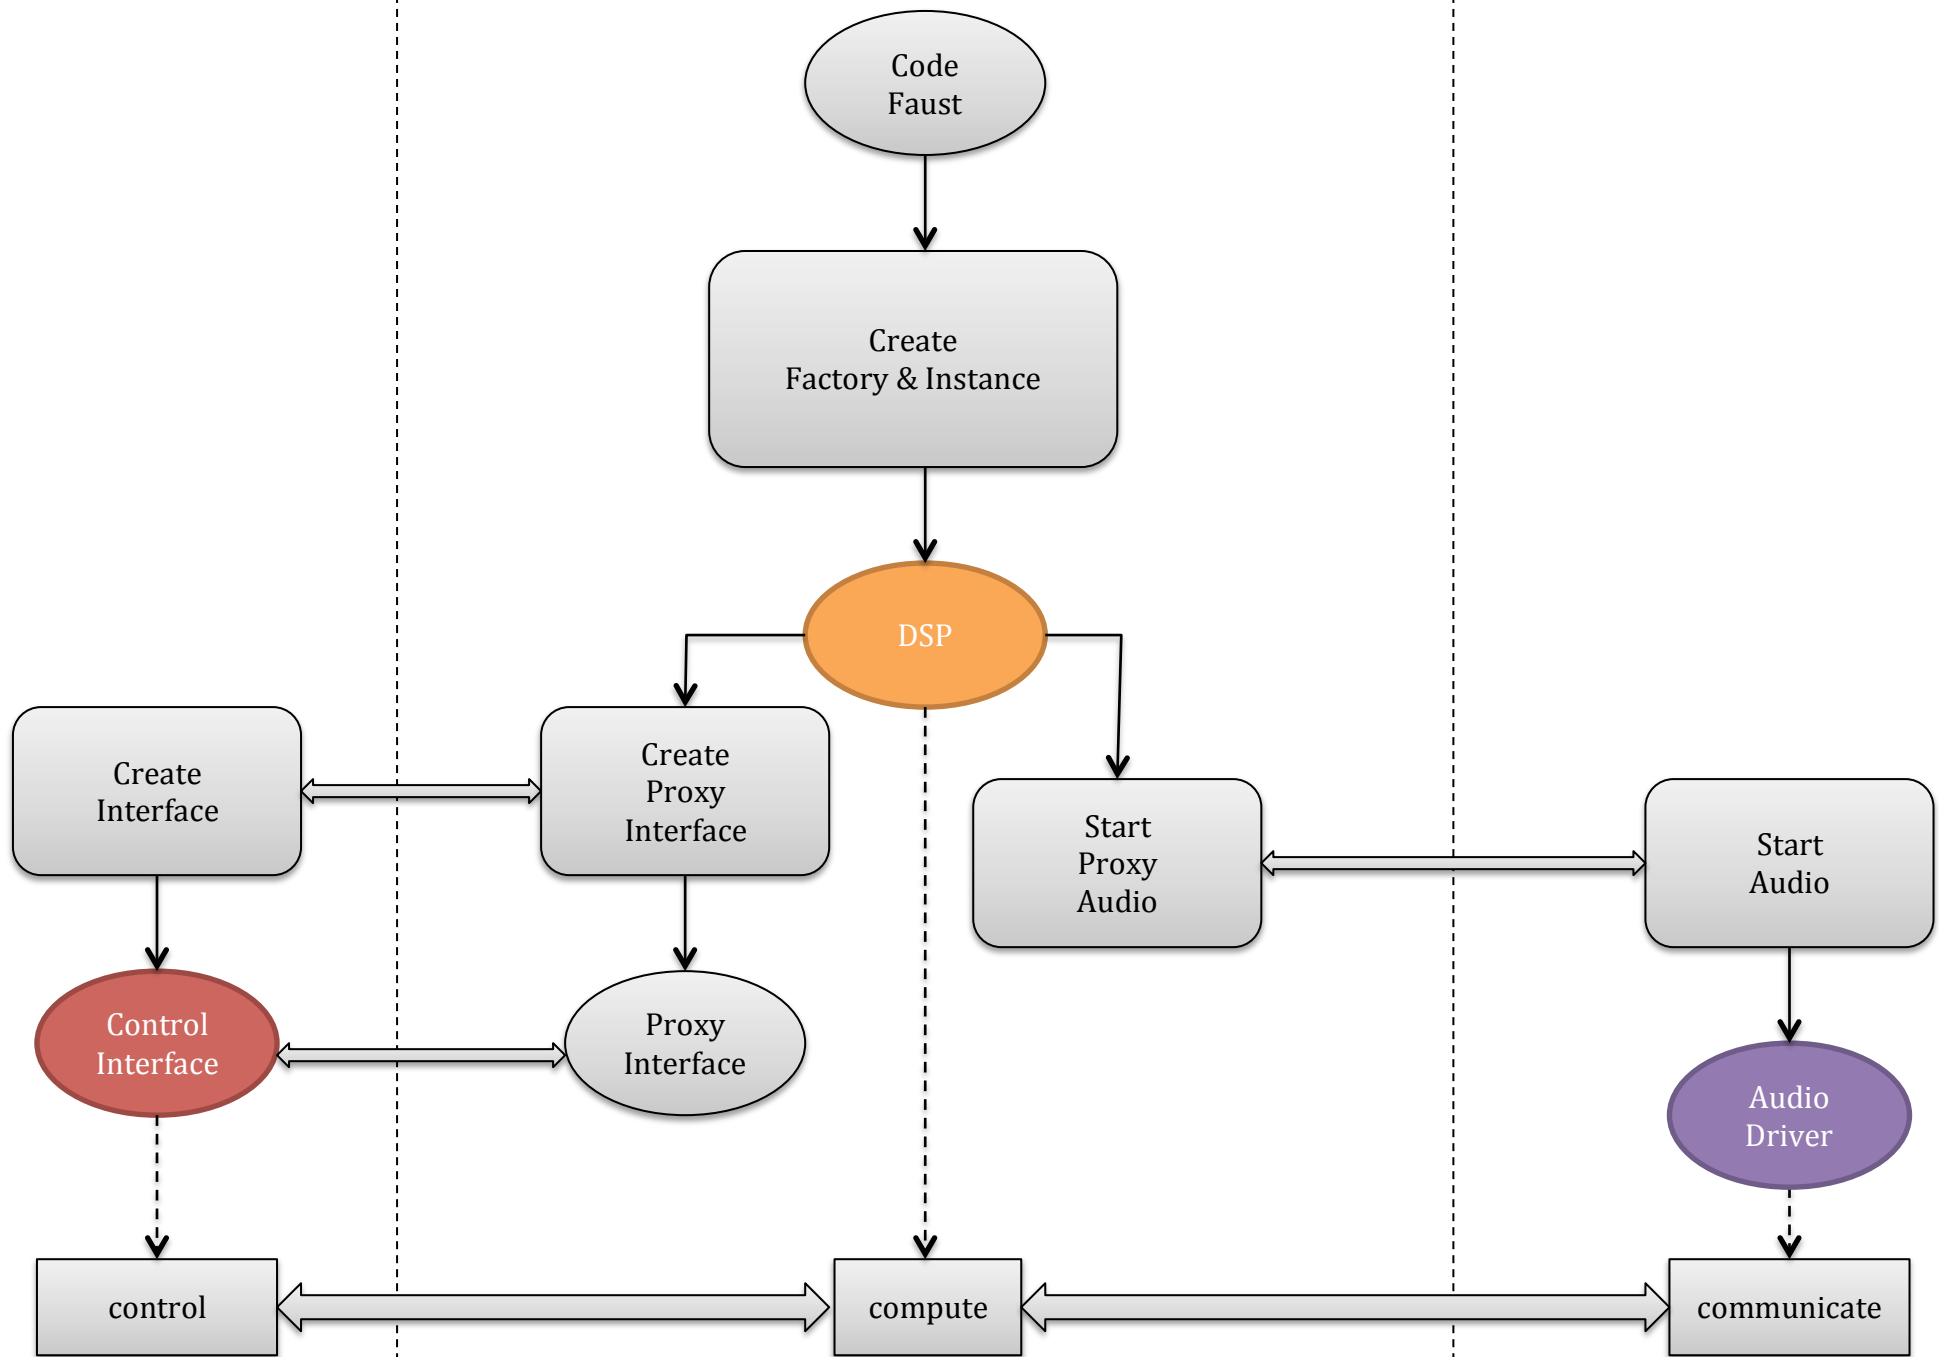 Code
Faust
Create
Factory & Instance
DSP
Create
Interface
Create
Proxy
Interface
Start
Proxy
Audio
Start
Audio
Control
Interface
Proxy
Interface
Audio
Driver
control
compute
communicate